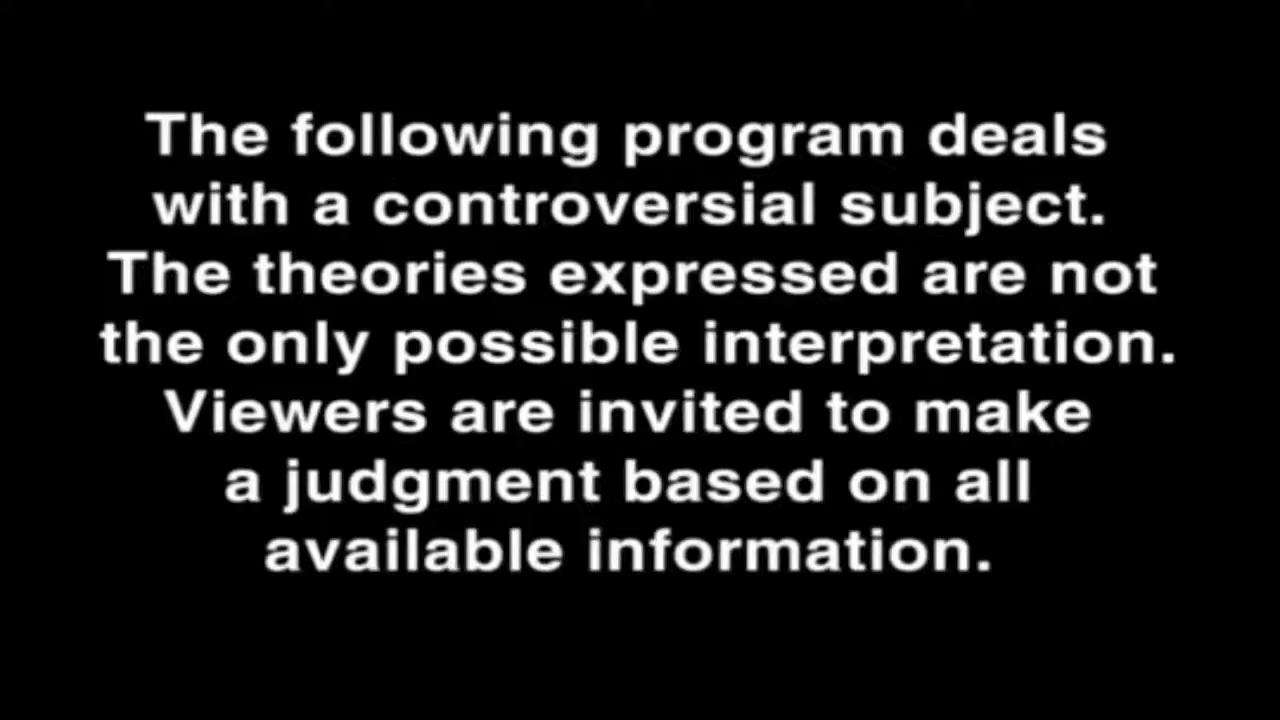 The following program deals
with a controversial subject.
The theories expressed are not
the only possible interpretation.
Viewers are invited to make
a judgment based on all
available information.